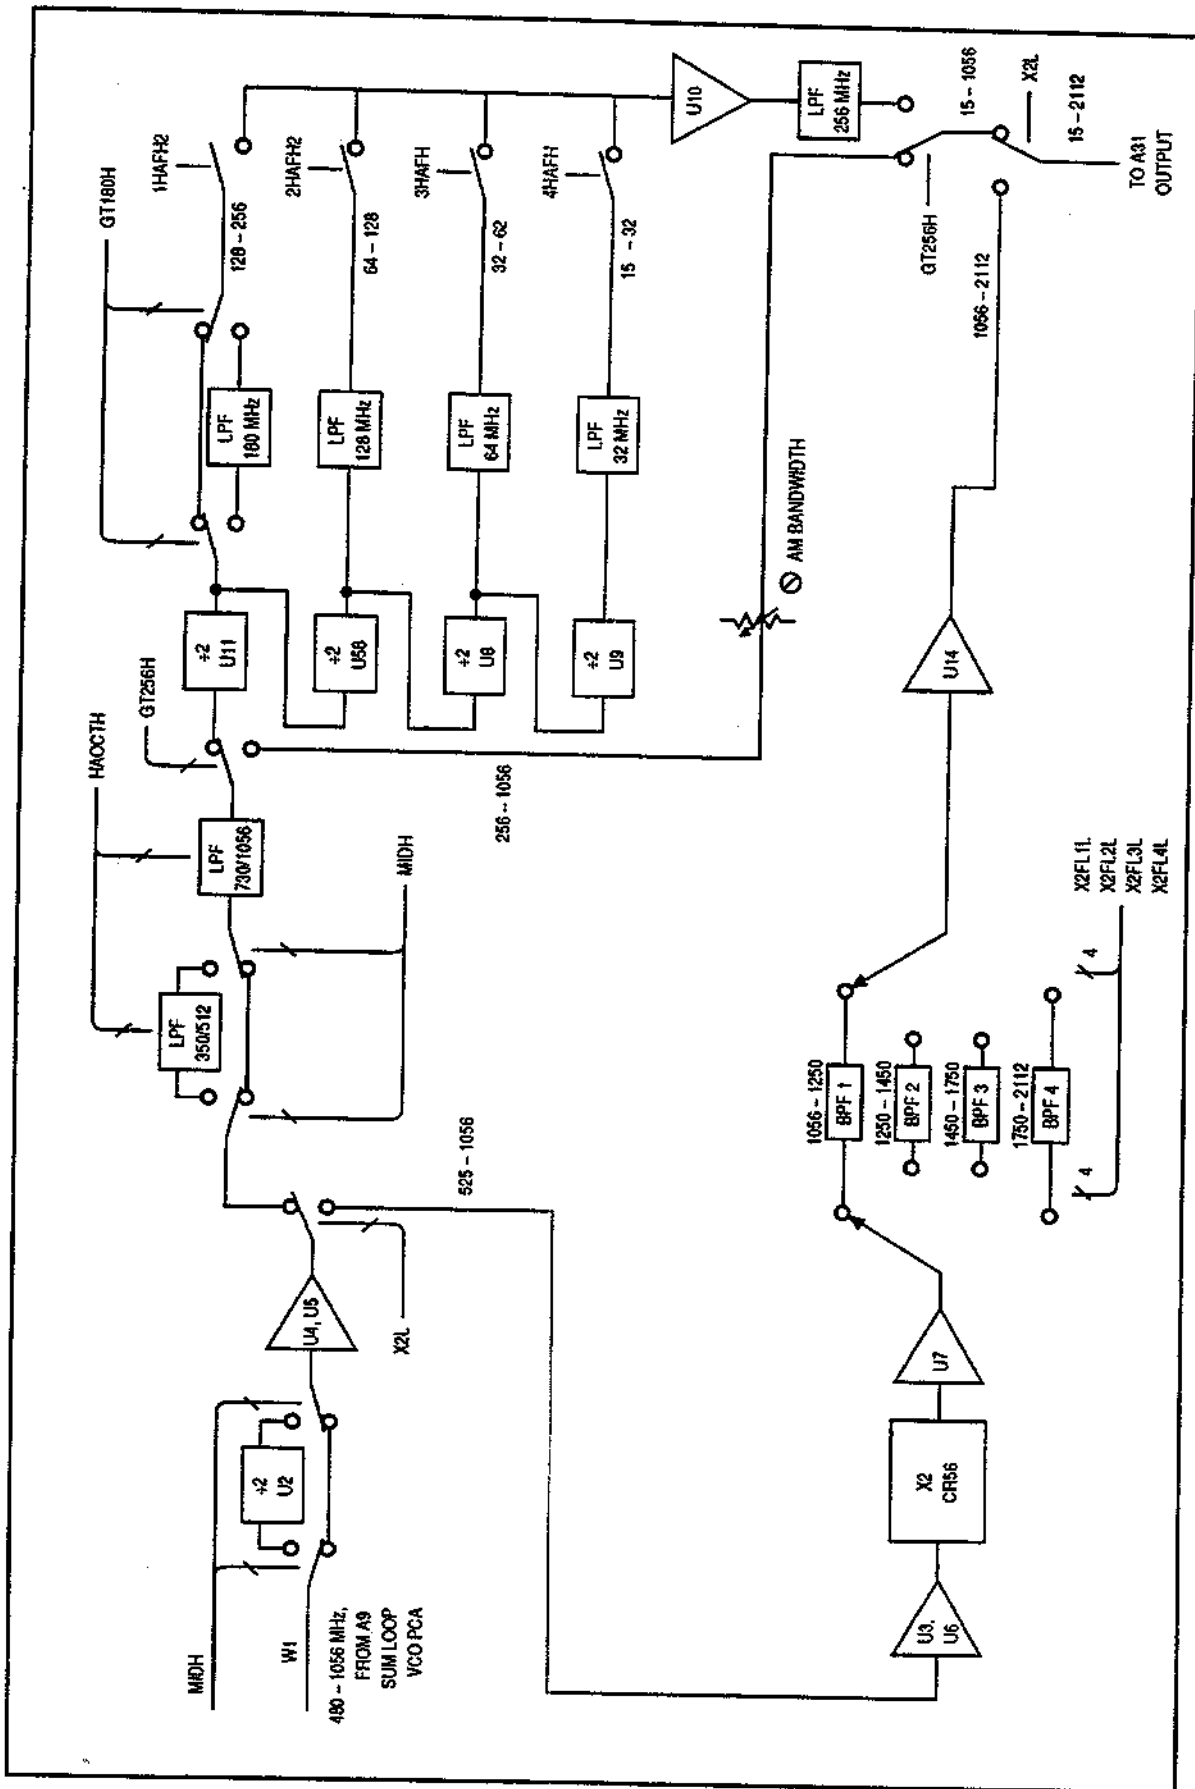 MIDH
W1
480 – 1056 MHz,
FROM A9
SUM LOOP
VCO PCA
÷2
U2
U4, U5
X2L
525 – 1056
HAOCTH
LPF
350/512
MIDH
LPF
730/1056
GT256H
256 – 1056
÷2
U11
÷2
U58
÷2
U8
÷2
U9
GT180H
LPF
180 MHz
LPF
128 MHz
LPF
64 MHz
LPF
32 MHz
1HAFH2
128 – 256
2HAFH2
64 – 128
3HAFH
32 – 62
4HAFH
15 – 32
U10
LPF
256 MHz
AM BANDWIDTH
GT256H
15 – 1056
X2L
15 – 2112
TO A31
OUTPUT
1056 – 2112
U3,
U6
X2
CR56
U7
1056 – 1250
BPF 1
1250 – 1450
BPF 2
1450 – 1750
BPF 3
1750 – 2112
BPF 4
4
4
X2FL1L
X2FL2L
X2FL3L
X2FL4L
U14